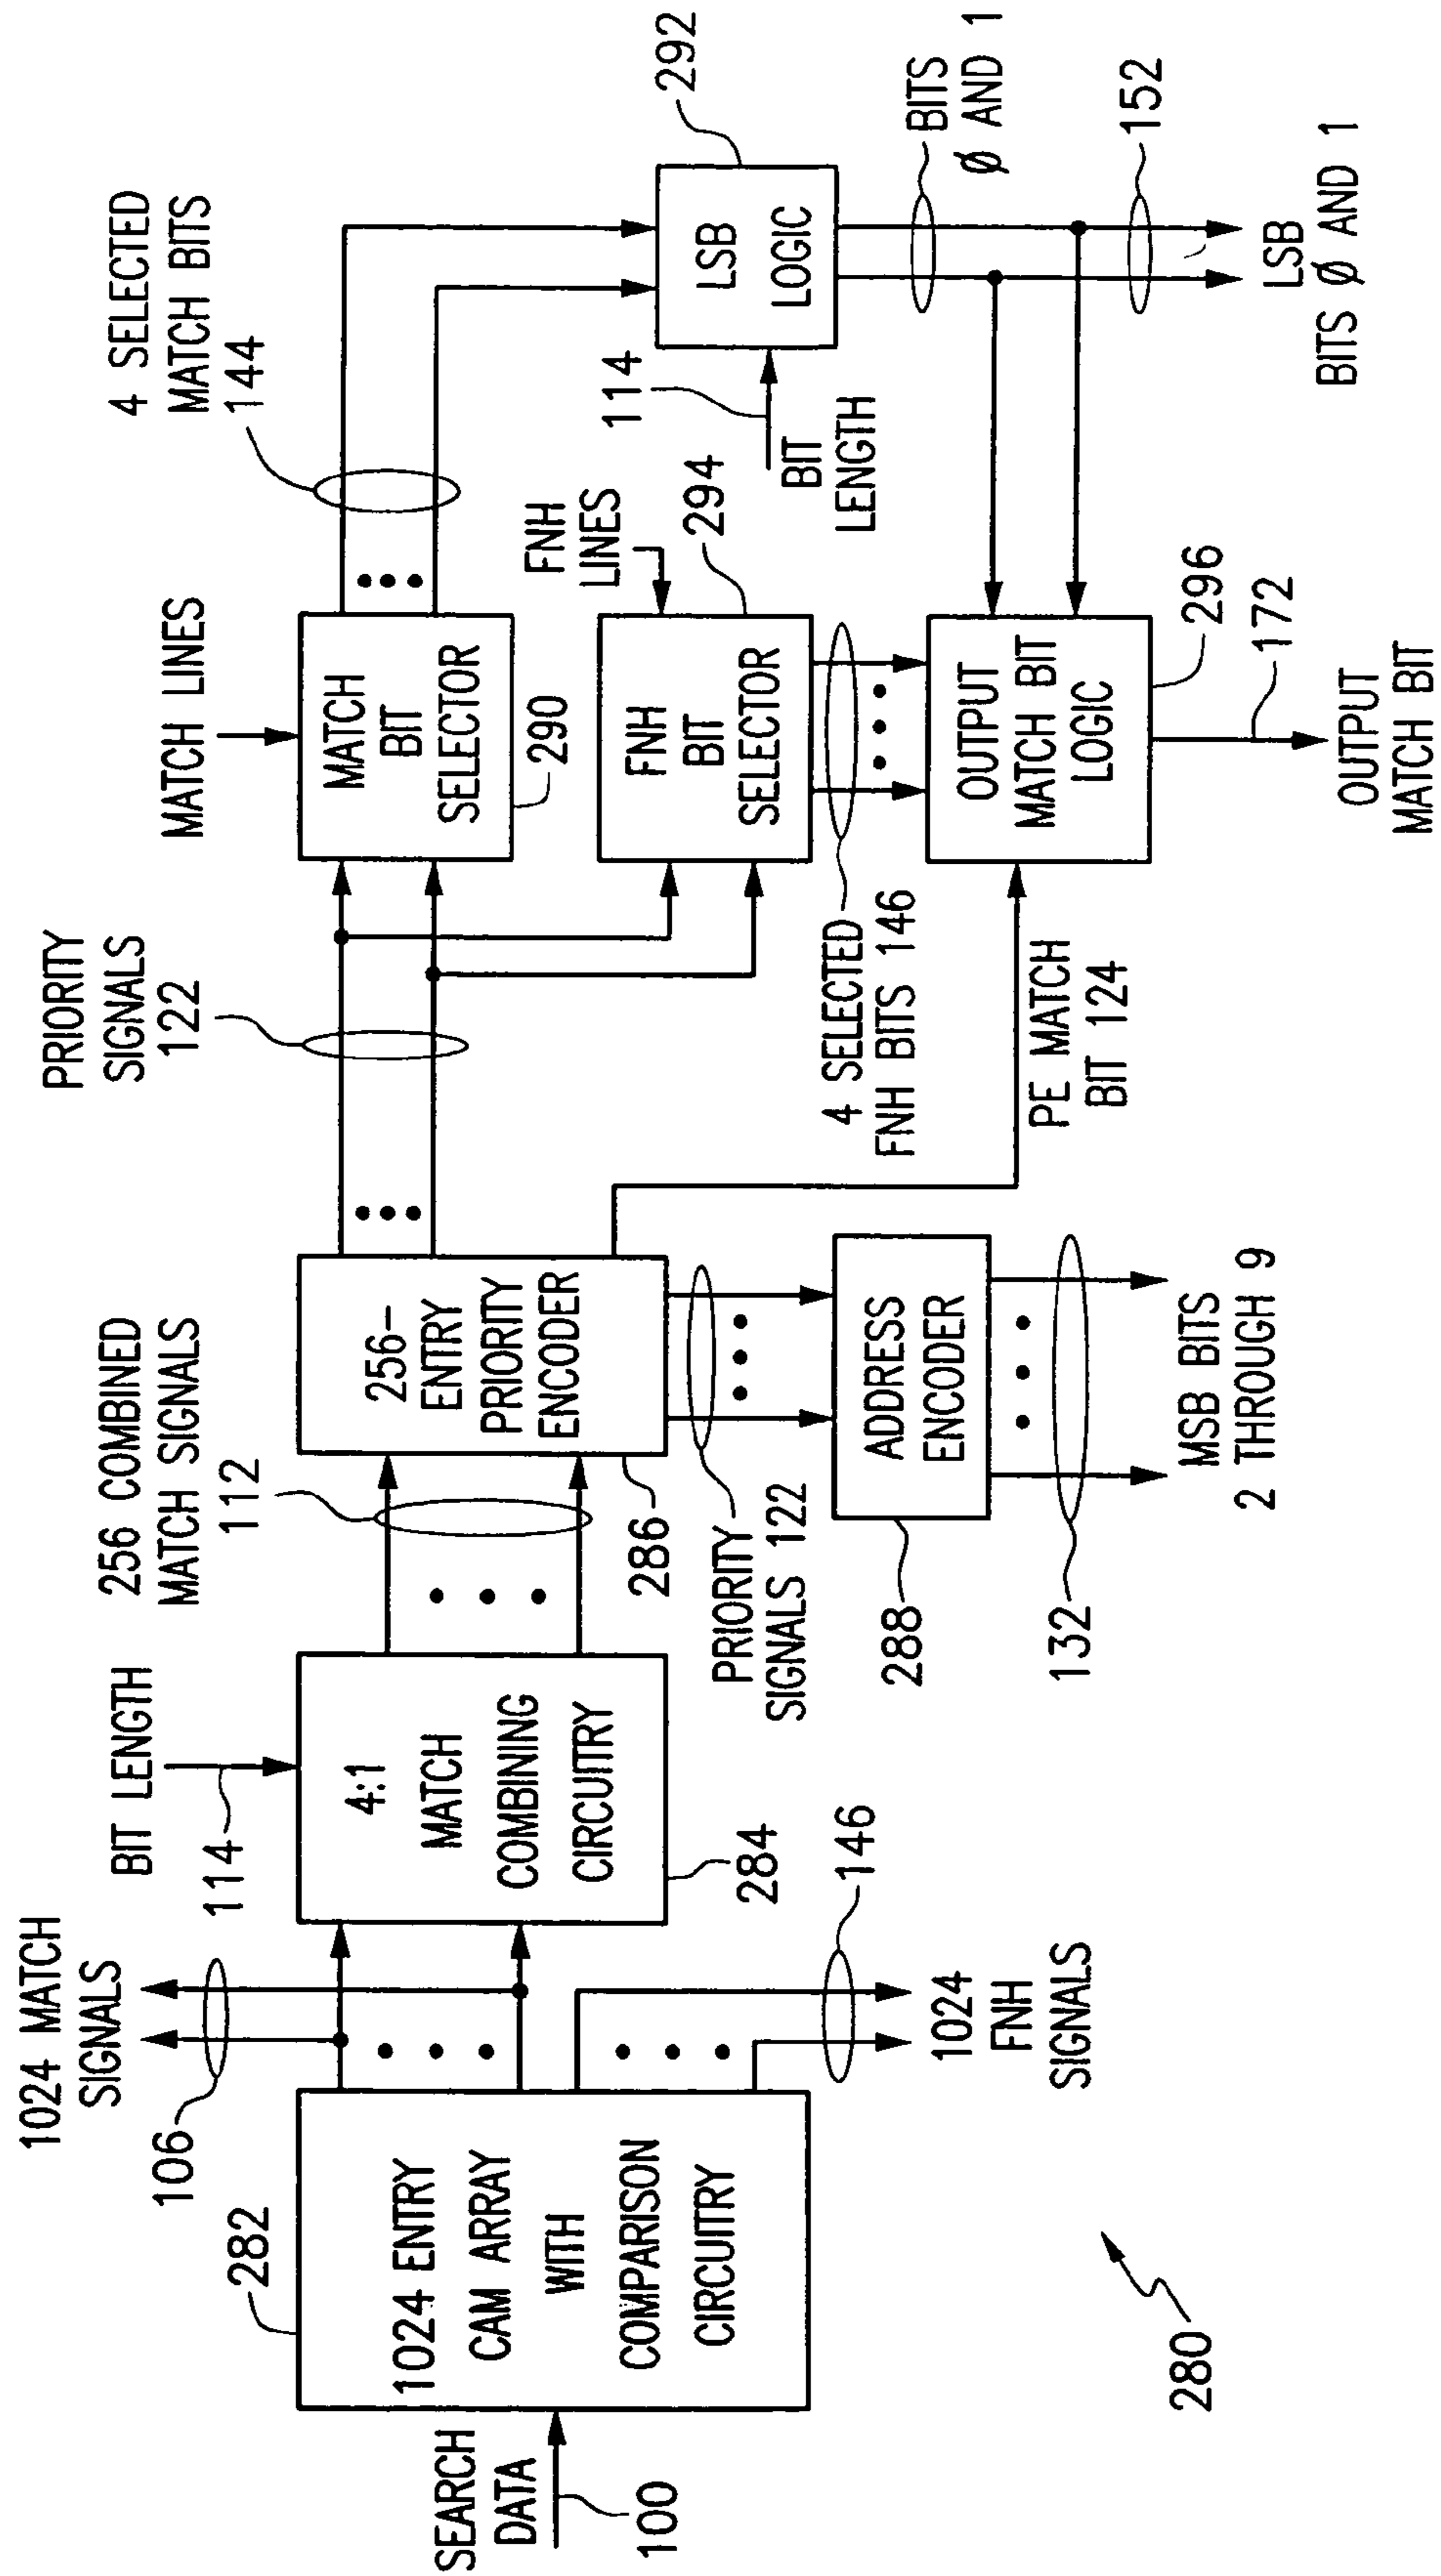 SEARCH
DATA
100
282
1024 ENTRY
CAM ARRAY
WITH
COMPARISON
CIRCUITRY
280
1024 MATCH
SIGNALS
106
1024
FNH
SIGNALS
146
BIT LENGTH
114
4:1
MATCH
COMBINING
CIRCUITRY
284
256 COMBINED
MATCH SIGNALS
112
256-
ENTRY
PRIORITY
ENCODER
286
PRIORITY
SIGNALS 122
ADDRESS
ENCODER
288
132
MSB BITS
2 THROUGH 9
PRIORITY
SIGNALS
122
PE MATCH
BIT 124
MATCH LINES
MATCH
BIT
SELECTOR
290
FNH
LINES
FNH
BIT
SELECTOR
294
4 SELECTED
FNH BITS 146
OUTPUT
MATCH BIT
LOGIC
296
172
OUTPUT
MATCH BIT
4 SELECTED
MATCH BITS
144
114
BIT
LENGTH
LSB
LOGIC
292
BITS
Ø AND 1
152
LSB
BITS Ø AND 1